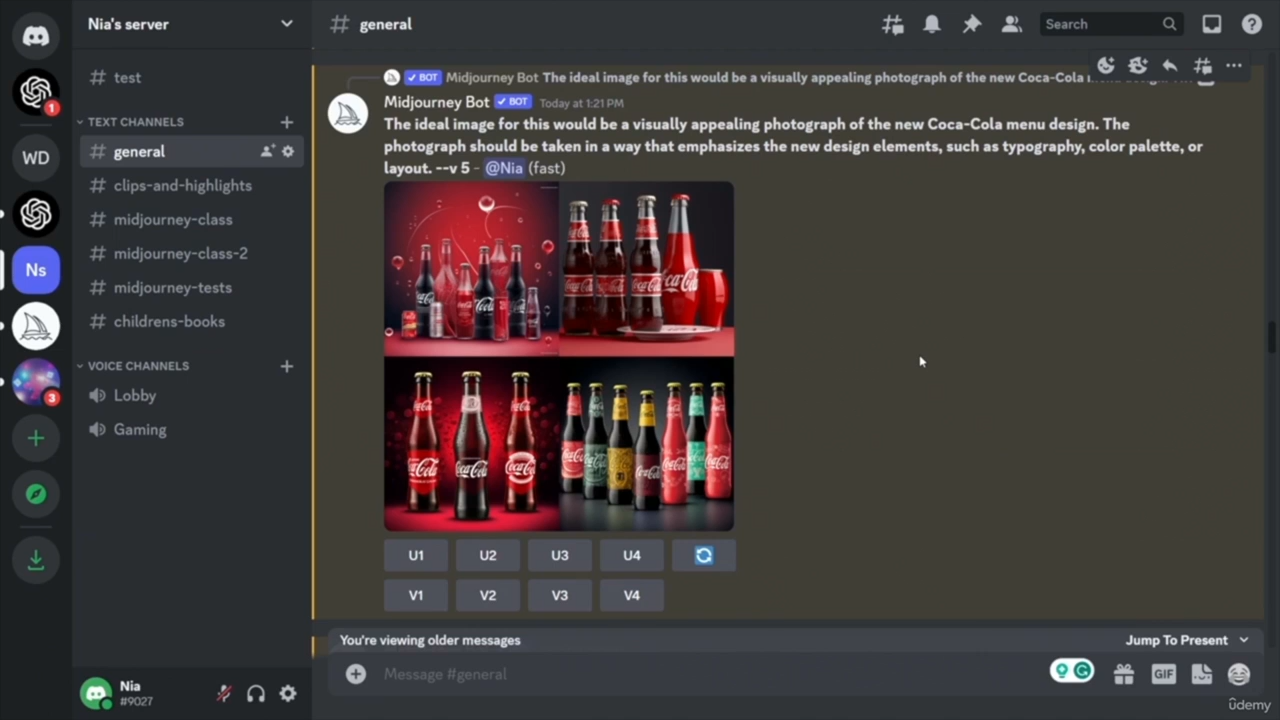 Nia's server
general
Search
test
TEXT CHANNELS
general
clips-and-highlights
midjourney-class
midjourney-class-2
midjourney-tests
childrens-books
VOICE CHANNELS
Lobby
Gaming
WD
Ns
1
3
Nia
#9027
BOT Midjourney Bot The ideal image for this would be a visually appealing photograph of the new Coca-Cola
Midjourney Bot BOT Today at 1:21 PM
The ideal image for this would be a visually appealing photograph of the new Coca-Cola menu design. The
photograph should be taken in a way that emphasizes the new design elements, such as typography, color palette, or
layout. --v 5 - @Nia (fast)
U1 U2 U3 U4
V1 V2 V3 V4
You're viewing older messages
Jump To Present
Message #general
GIF
ûdemy